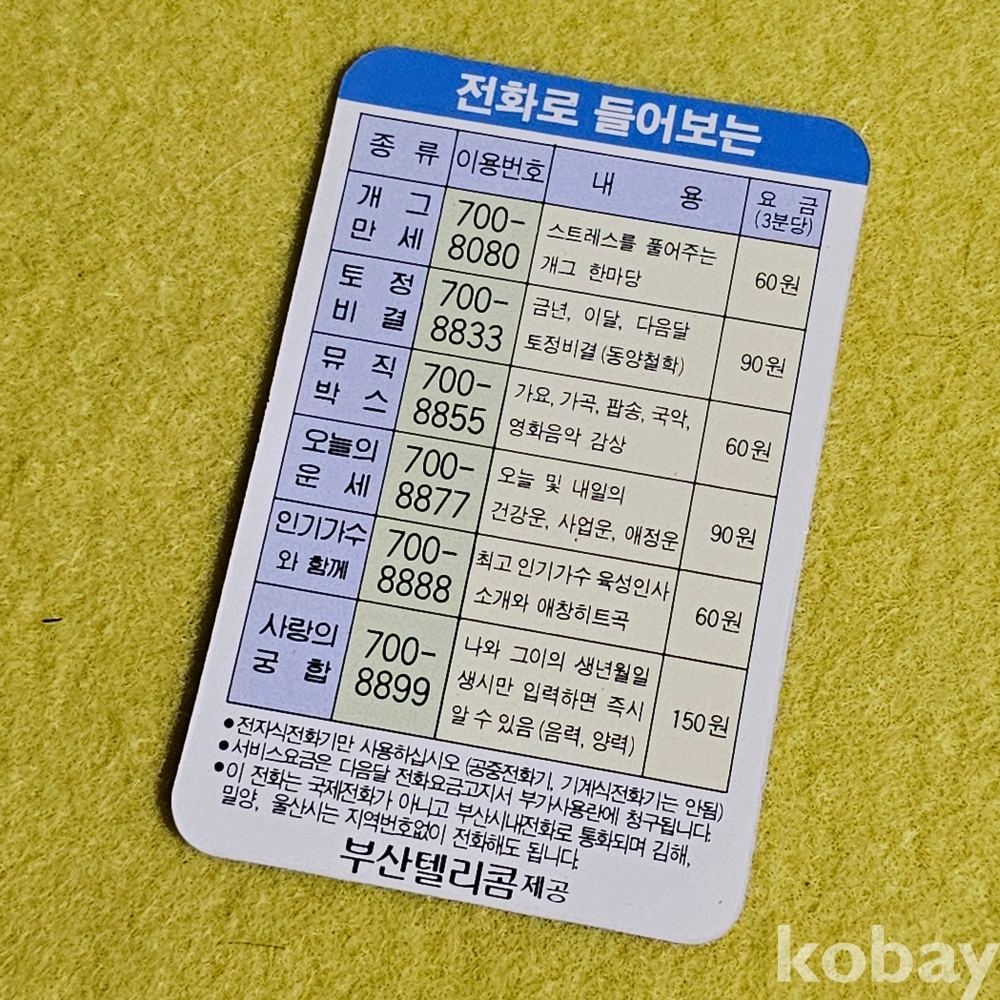 전화로 들어보는
종 류 이용번호 내 용 요 금
(3분당)
개 그
만 세
700-
8080
스트레스를 풀어주는
개그 한마당
60원
토 정
비 결
700-
8833
금년, 이달, 다음달
토정비결(동양철학)
90원
뮤 직
박 스
700-
8855
가요, 가곡, 팝송, 국악,
영화음악 감상
60원
오늘의
운 세
700-
8877
오늘 및 내일의
건강운, 사업운, 애정운
90원
인기가수
와 함께
700-
8888
최고 인기가수 육성인사
소개와 애창히트곡
60원
사랑의
궁 합
700-
8899
나와 그이의 생년월일
생시만 입력하면 즉시
알 수 있음(음력, 양력)
150원
•전자식전화기만 사용하십시오 (공중전화기, 기계식전화기는 안됨)
•서비스요금은 다음달 전화요금고지서 부가사용란에 청구됩니다.
•이 전화는 국제전화가 아니고 부산시내전화로 통화되며 김해,
밀양, 울산시는 지역번호없이 전화해도 됩니다.
부산텔리콤 제공
kobay